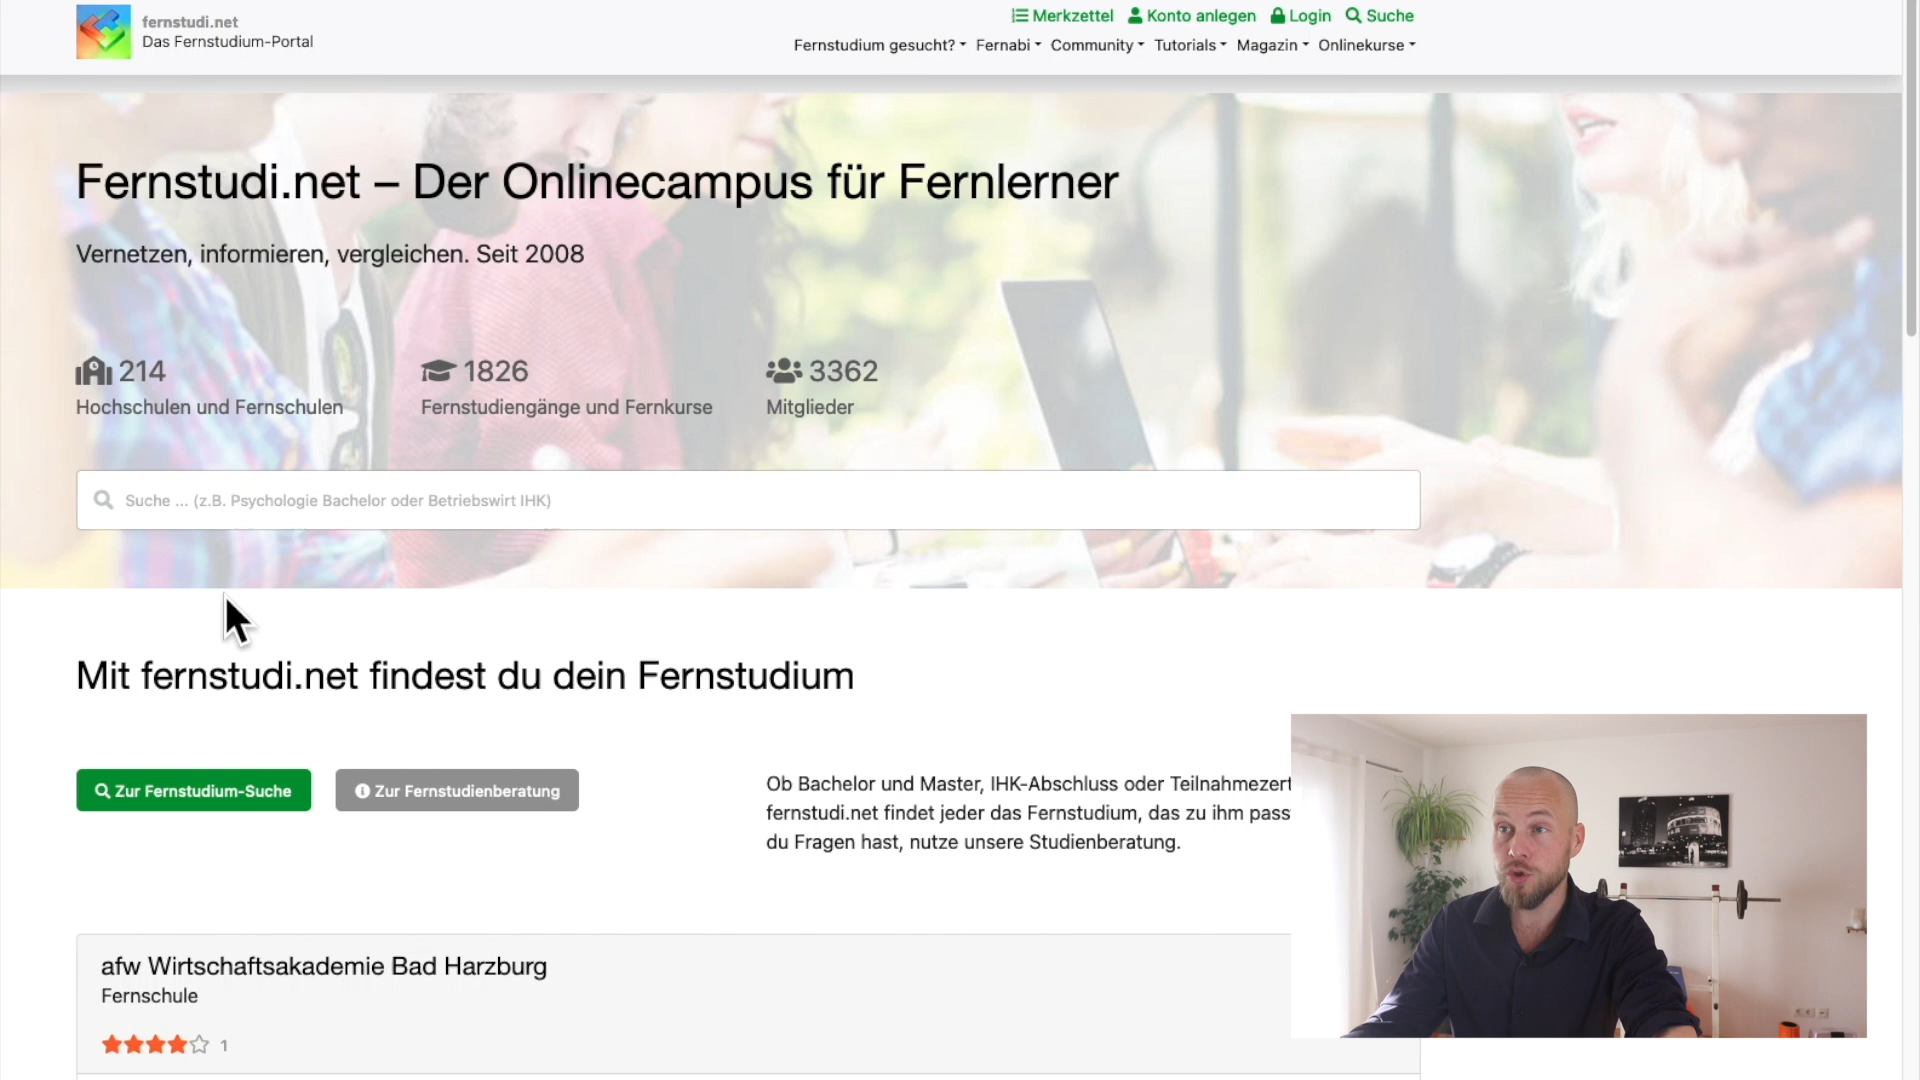 fernstudi.net
Das Fernstudium-Portal
Merkzettel Konto anlegen Login Suche
Fernstudium gesucht? Fernabi Community Tutorials Magazin Onlinekurse
Fernstudi.net – Der Onlinecampus für Fernlerner
Vernetzen, informieren, vergleichen. Seit 2008
214
Hochschulen und Fernschulen
1826
Fernstudiengänge und Fernkurse
3362
Mitglieder
Suche ... (z.B. Psychologie Bachelor oder Betriebswirt IHK)
Mit fernstudi.net findest du dein Fernstudium
Zur Fernstudium-Suche
Zur Fernstudienberatung
Ob Bachelor und Master, IHK-Abschluss oder Teilnahmezert
fernstudi.net findet jeder das Fernstudium, das zu ihm pass
du Fragen hast, nutze unsere Studienberatung.
afw Wirtschaftsakademie Bad Harzburg
Fernschule
1